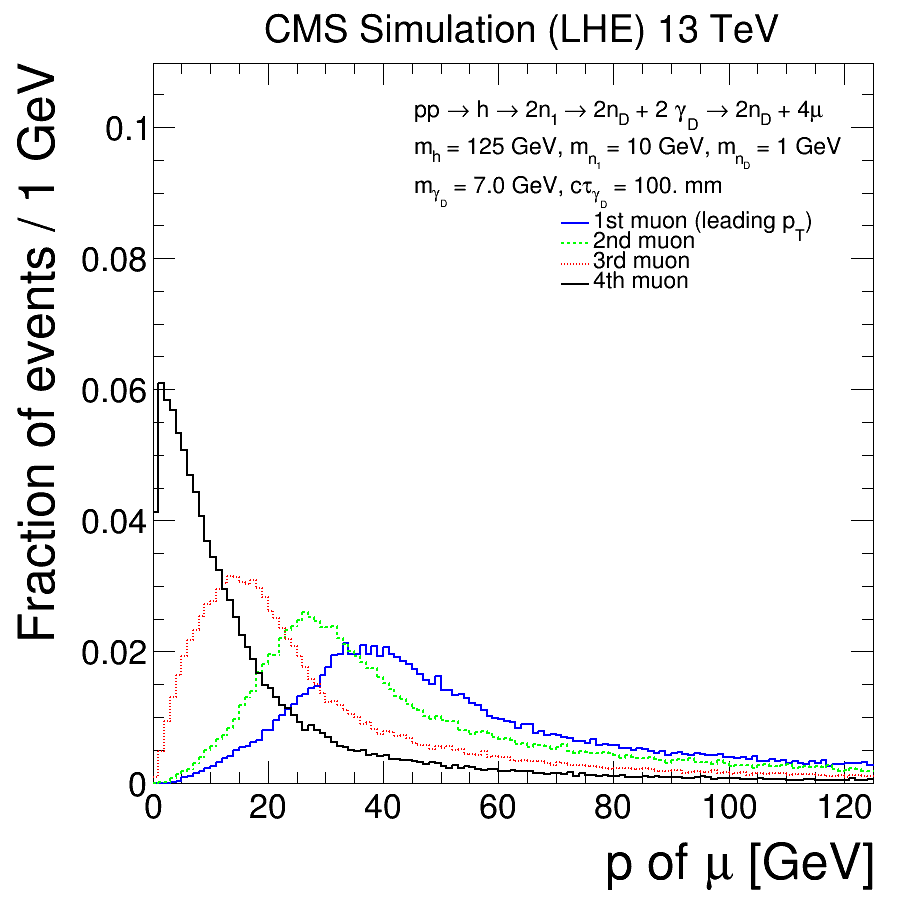 CMS Simulation (LHE) 13 TeV
Fraction of events / 1 GeV
pp → h → 2n1 → 2nD + 2 γD → 2nD + 4μ
mh = 125 GeV, mn1 = 10 GeV, mnD = 1 GeV
mγD = 7.0 GeV, cτγD = 100. mm
1st muon (leading pT)
2nd muon
3rd muon
4th muon
0.1
0.08
0.06
0.04
0.02
0
0 20 40 60 80 100 120
p of μ [GeV]